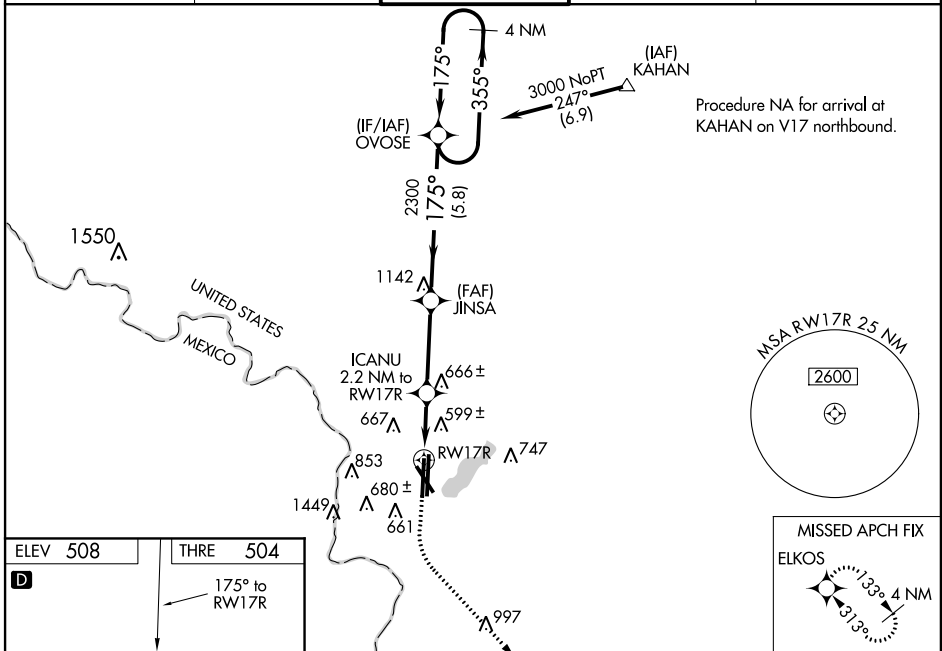 4 NM
175°
355°
(IAF)
KAHAN
3000 NoPT
247°
(6.9)
Procedure NA for arrival at
KAHAN on V17 northbound.
(IF/IAF)
OVOSE
2300
175°
(5.8)
1550
UNITED STATES
MEXICO
1142
(FAF)
JINSA
MSA RW17R 25 NM
2600
ICANU
2.2 NM to
RW17R
666 ±
667
599 ±
RW17R
747
853
680 ±
1449
661
ELEV 508
THRE 504
D
175° to
RW17R
997
MISSED APCH FIX
ELKOS
133°
4 NM
313°